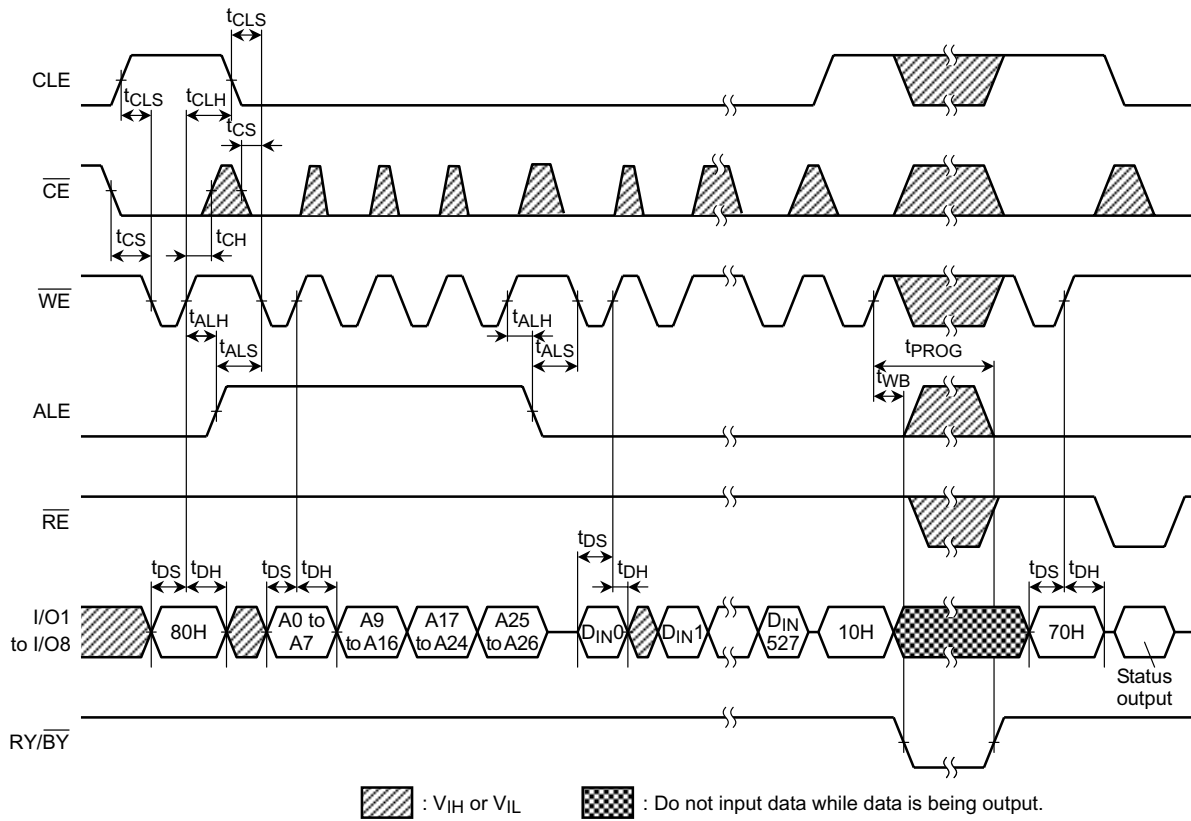 tCLS
CLE
tCLS tCLH
tCS
CE
tCS tCH
WE
tALH tALH
tALS tALS tPROG
tWB
ALE
RE
tDS
tDS tDH tDS tDH tDH tDS tDH
I/O1
to I/O8
80H
A0 to
A7
A9
to A16
A17
to A24
A25
to A26
DIN0
DIN1
DIN
527
10H
70H
Status
output
RY/BY
: VIH or VIL
: Do not input data while data is being output.